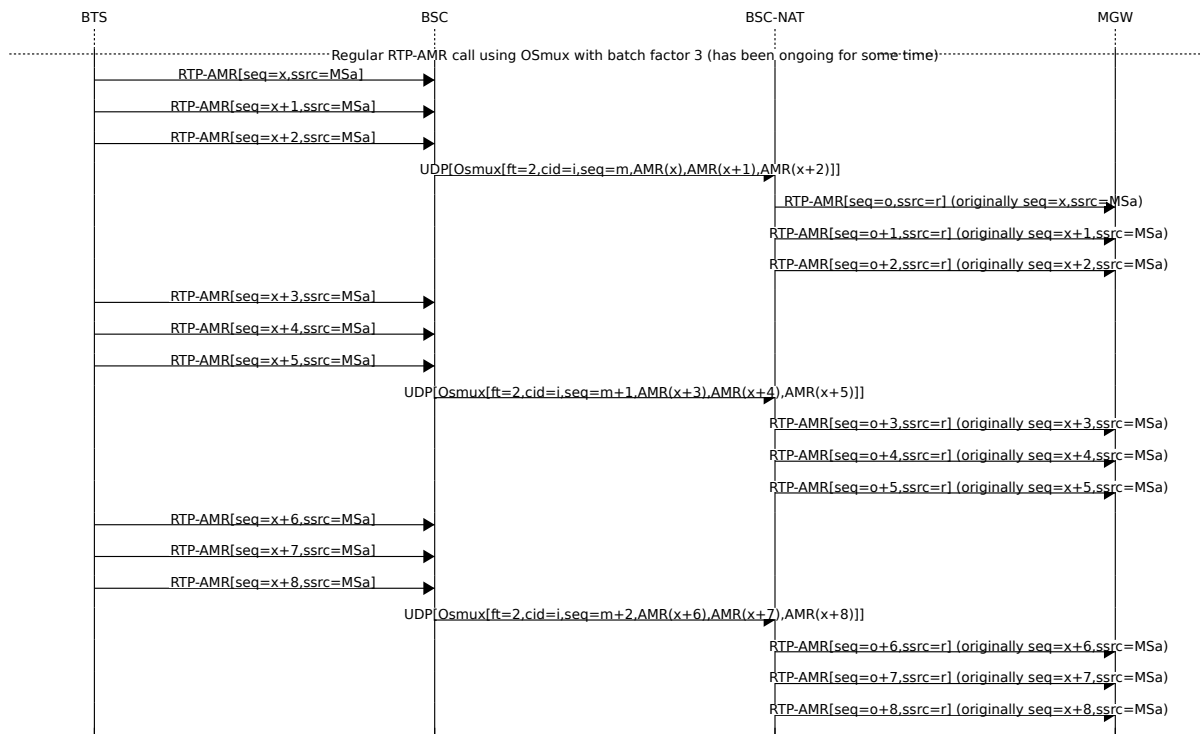 BTS BSC BSC-NAT MGW
Regular RTP-AMR call using OSmux with batch factor 3 (has been ongoing for some time)
RTP-AMR[seq=x,ssrc=MSa]
RTP-AMR[seq=x+1,ssrc=MSa]
RTP-AMR[seq=x+2,ssrc=MSa]
UDP[Osmux[ft=2,cid=i,seq=m,AMR(x),AMR(x+1),AMR(x+2)]]
RTP-AMR[seq=o,ssrc=r] (originally seq=x,ssrc=MSa)
RTP-AMR[seq=o+1,ssrc=r] (originally seq=x+1,ssrc=MSa)
RTP-AMR[seq=o+2,ssrc=r] (originally seq=x+2,ssrc=MSa)
RTP-AMR[seq=x+3,ssrc=MSa]
RTP-AMR[seq=x+4,ssrc=MSa]
RTP-AMR[seq=x+5,ssrc=MSa]
UDP[Osmux[ft=2,cid=i,seq=m+1,AMR(x+3),AMR(x+4),AMR(x+5)]]
RTP-AMR[seq=o+3,ssrc=r] (originally seq=x+3,ssrc=MSa)
RTP-AMR[seq=o+4,ssrc=r] (originally seq=x+4,ssrc=MSa)
RTP-AMR[seq=o+5,ssrc=r] (originally seq=x+5,ssrc=MSa)
RTP-AMR[seq=x+6,ssrc=MSa]
RTP-AMR[seq=x+7,ssrc=MSa]
RTP-AMR[seq=x+8,ssrc=MSa]
UDP[Osmux[ft=2,cid=i,seq=m+2,AMR(x+6),AMR(x+7),AMR(x+8)]]
RTP-AMR[seq=o+6,ssrc=r] (originally seq=x+6,ssrc=MSa)
RTP-AMR[seq=o+7,ssrc=r] (originally seq=x+7,ssrc=MSa)
RTP-AMR[seq=o+8,ssrc=r] (originally seq=x+8,ssrc=MSa)